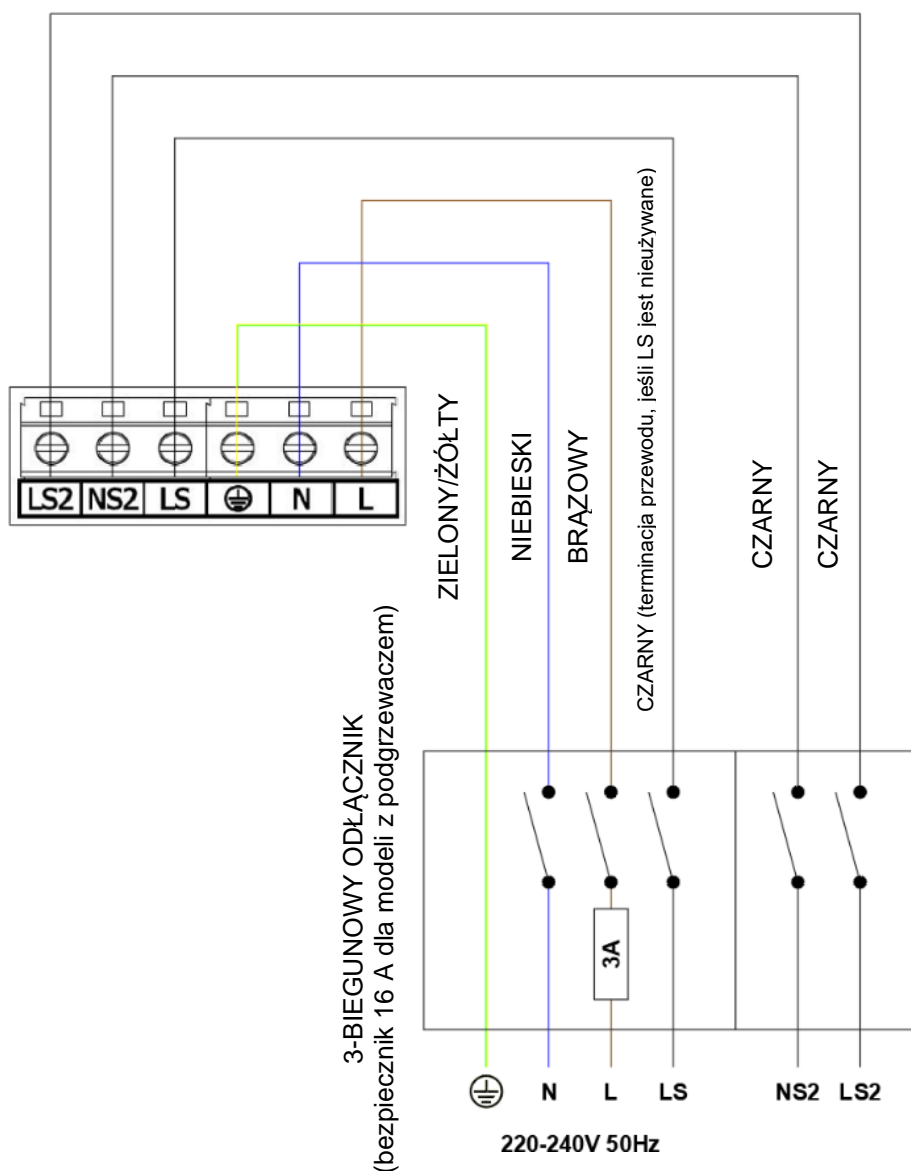 LS2 NS2 LS N L
ZIELONY/ŻÓŁTY
NIEBIESKI
BRĄZOWY
CZARNY (terminacja przewodu, jeśli LS jest nieużywane)
CZARNY
CZARNY
3-BIEGUNOWY ODŁĄCZNIK
(bezpiecznik 16 A dla modeli z podgrzewaczem)
3A
N L LS NS2 LS2
220-240V 50Hz